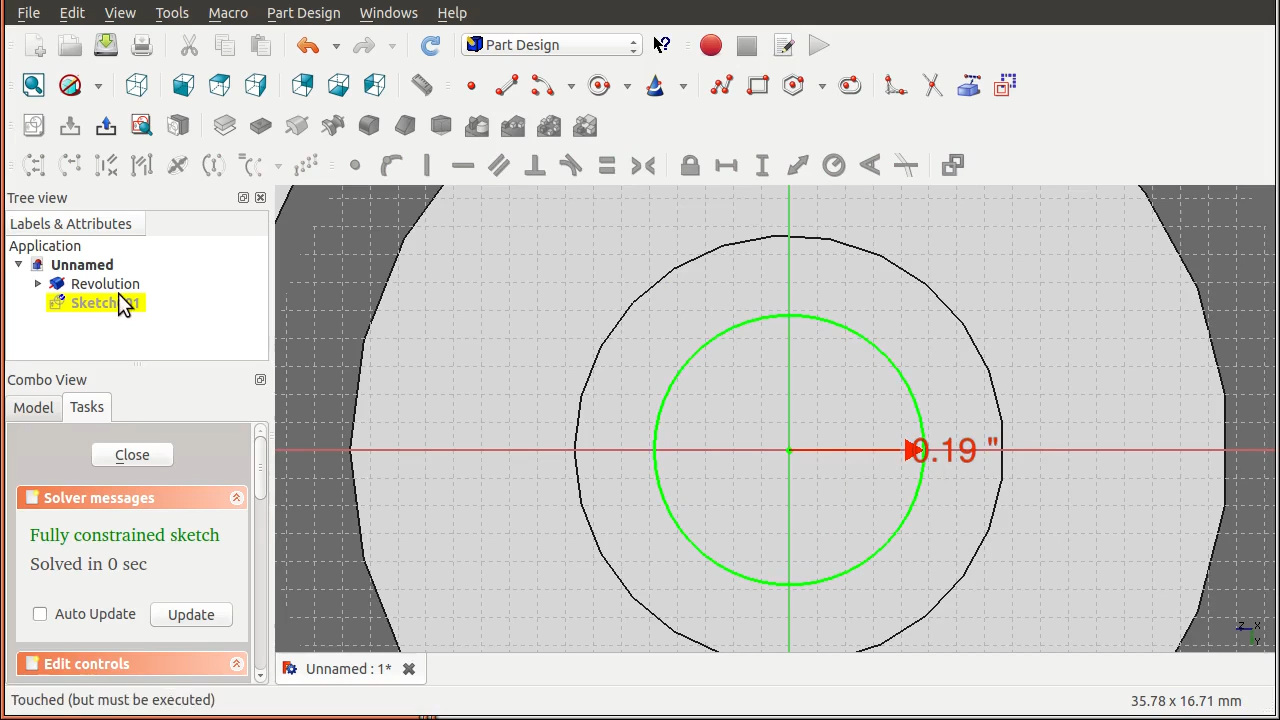 File Edit View Tools Macro Part Design Windows Help
Part Design
Tree view
Labels & Attributes
Application
Unnamed
Revolution
Combo View
Model Tasks
Close
Solver messages
Fully constrained sketch
Solved in 0 sec
Auto Update Update
Edit controls
0.19 "
Z X
Y
Unnamed : 1*
Touched (but must be executed)
35.78 x 16.71 mm